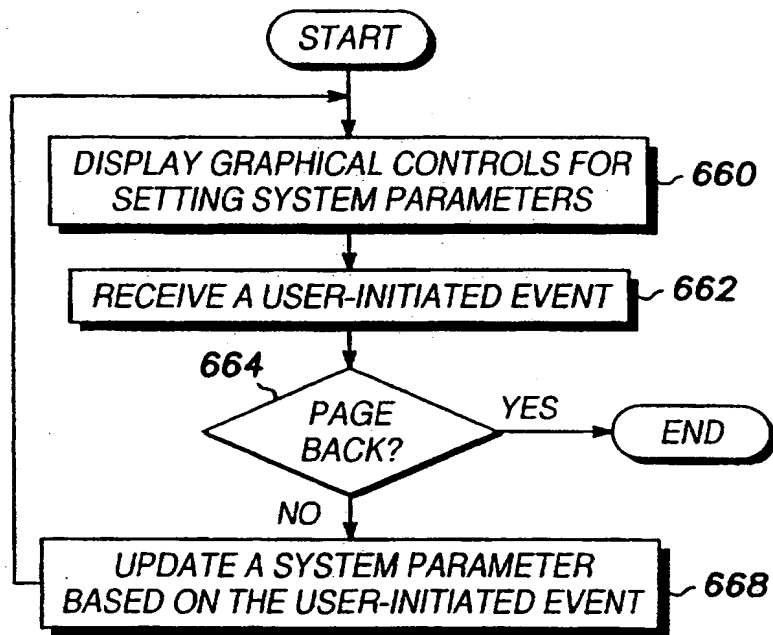 START
DISPLAY GRAPHICAL CONTROLS FOR
SETTING SYSTEM PARAMETERS
660
RECEIVE A USER-INITIATED EVENT
662
664
PAGE
BACK?
YES
END
NO
UPDATE A SYSTEM PARAMETER
BASED ON THE USER-INITIATED EVENT
668